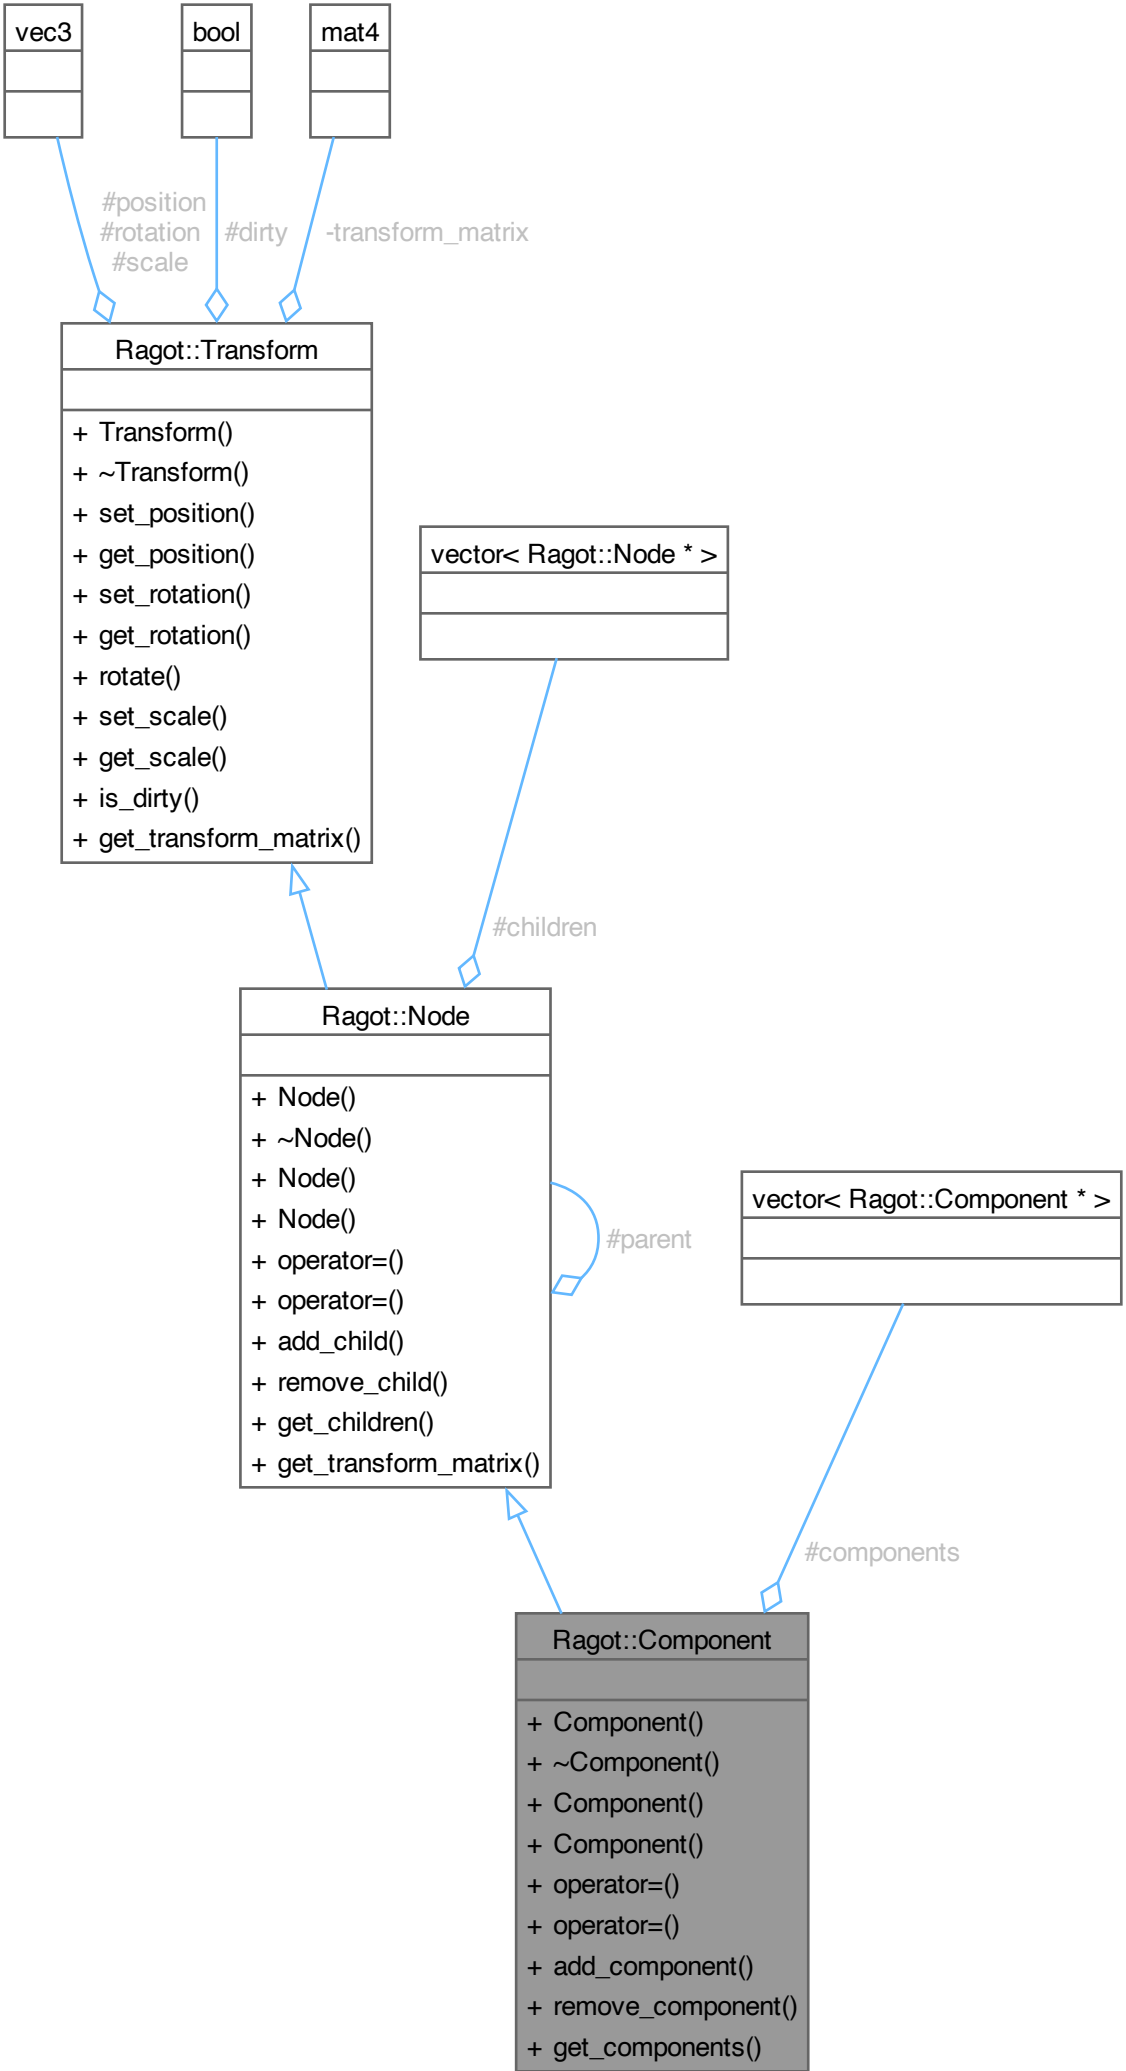 vec3
bool
mat4
#position
#rotation
#scale
#dirty
-transform_matrix
Ragot::Transform
+ Transform()
+ ~Transform()
+ set_position()
+ get_position()
+ set_rotation()
+ get_rotation()
+ rotate()
+ set_scale()
+ get_scale()
+ is_dirty()
+ get_transform_matrix()
vector< Ragot::Node * >
#children
Ragot::Node
+ Node()
+ ~Node()
+ Node()
+ Node()
+ operator=()
+ operator=()
+ add_child()
+ remove_child()
+ get_children()
+ get_transform_matrix()
#parent
vector< Ragot::Component * >
#components
Ragot::Component
+ Component()
+ ~Component()
+ Component()
+ Component()
+ operator=()
+ operator=()
+ add_component()
+ remove_component()
+ get_components()